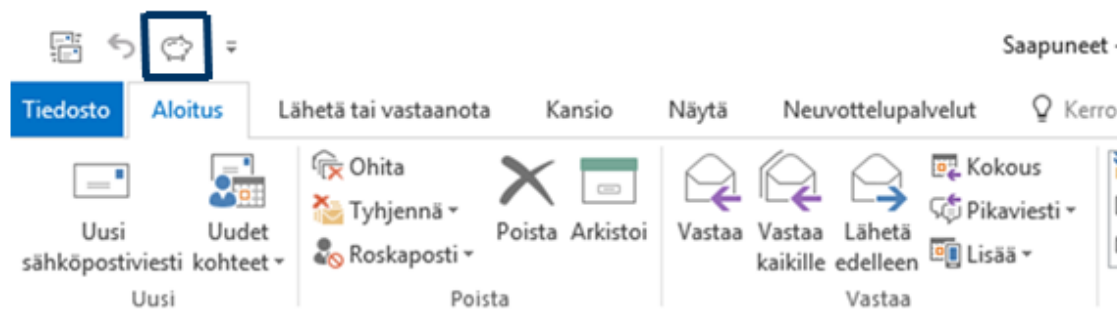 Saapuneet -
Tiedosto Aloitus Lähetä tai vastaanota Kansio Näytä Neuvottelupalvelut Kerro
Uusi
sähköpostiviesti
Uudet
kohteet
Ohita
Tyhjennä
Roskaposti
Poista
Arkistoi
Vastaa
Vastaa
kaikille
Lähetä
edelleen
Kokous
Pikaviesti
Lisää
Uusi
Poista
Vastaa